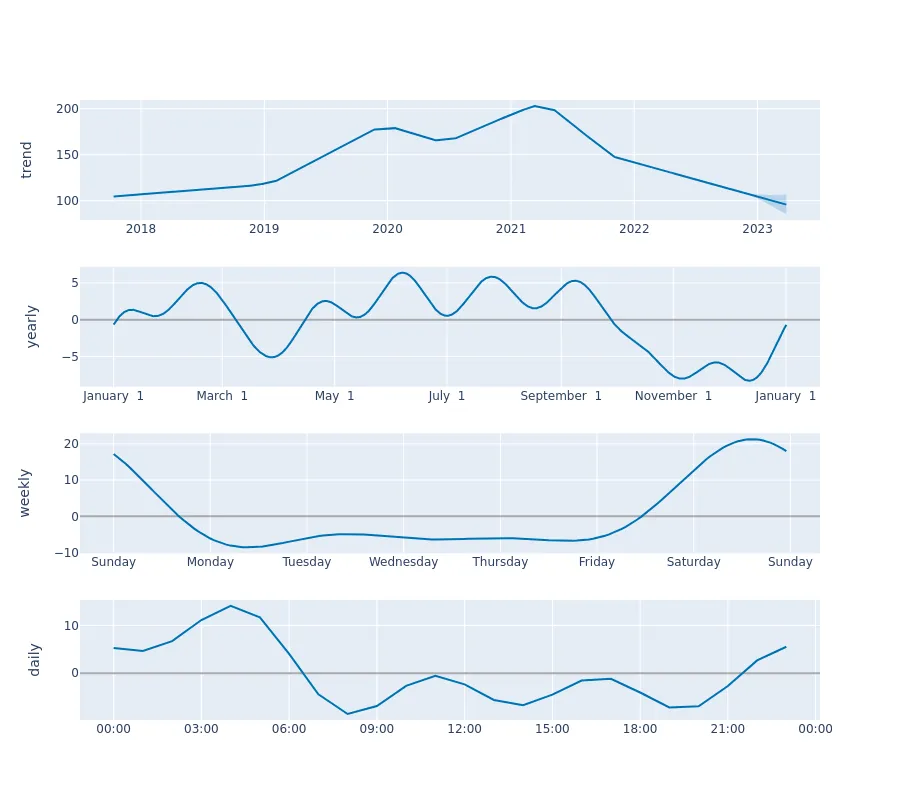 trend
200
150
100
2018 2019 2020 2021 2022 2023
yearly
5
0
−5
January 1 March 1 May 1 July 1 September 1 November 1 January 1
weekly
20
10
0
−10
Sunday Monday Tuesday Wednesday Thursday Friday Saturday Sunday
daily
10
0
00:00 03:00 06:00 09:00 12:00 15:00 18:00 21:00 00:00